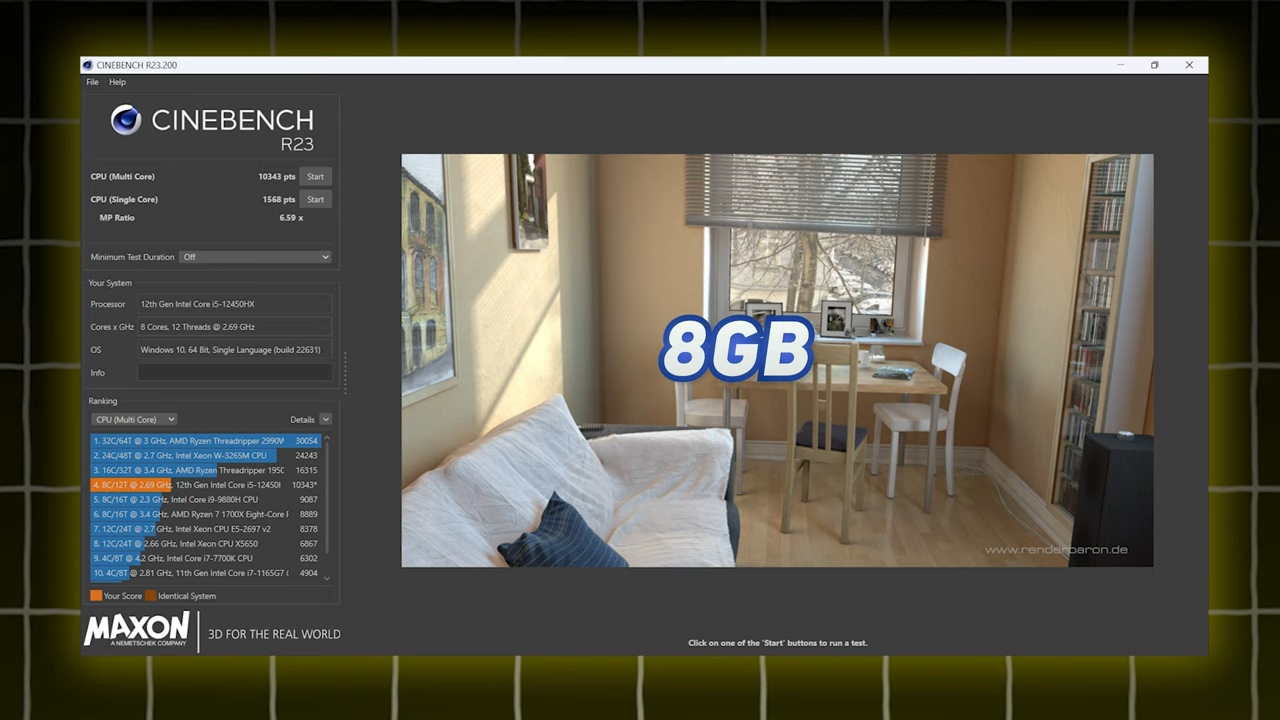 CINEBENCH R23.200
File Help
CINEBENCH
R23
CPU (Multi Core) 10343 pts Start
CPU (Single Core) 1568 pts Start
MP Ratio 6.59 x
Minimum Test Duration Off
Your System
Processor 12th Gen Intel Core i5-12450HX
Cores x GHz 8 Cores, 12 Threads @ 2.69 GHz
OS Windows 10, 64 Bit, Single Language (build 22631)
Info
Ranking
CPU (Multi Core) Details
1. 32C/64T @ 3 GHz, AMD Ryzen Threadripper 2990W 30054
2. 24C/48T @ 2.7 GHz, Intel Xeon W-3265M CPU 24243
3. 16C/32T @ 3.4 GHz, AMD Ryzen Threadripper 195 16315
4. 8C/12T @ 2.69 GHz, 12th Gen Intel Core i5-12450 10343*
5. 8C/16T @ 2.3 GHz, Intel Core i9-9880H CPU 9087
6. 8C/16T @ 3.4 GHz, AMD Ryzen 7 1700X Eight-Core 8889
7. 12C/24T @ 2.7 GHz, Intel Xeon CPU E5-2697 v2 8378
8. 12C/24T @ 2.66 GHz, Intel Xeon CPU X5650 6867
9. 4C/8T @ 4.2 GHz, Intel Core i7-7700K CPU 6302
10. 4C/8T @ 2.81 GHz, 11th Gen Intel Core i7-1165G7 4904
Your Score Identical System
MAXON
A NEMETSCHEK COMPANY
3D FOR THE REAL WORLD
8GB
www.renderbaron.de
Click on one of the 'Start' buttons to run a test.